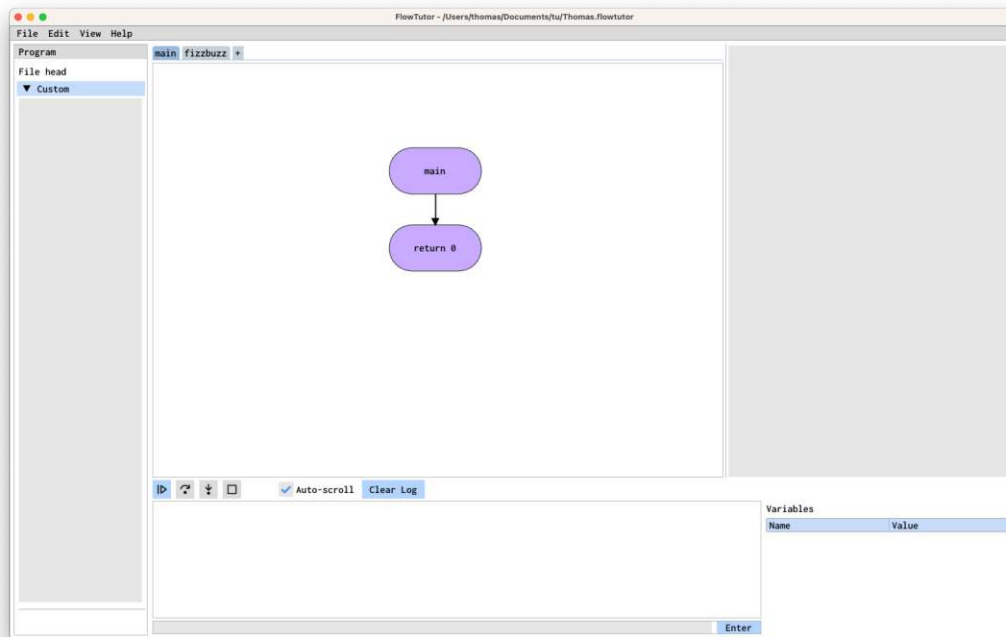 FlowTutor - /Users/thomas/Documents/tu/Thomas.flowtutor
File Edit View Help
Program
File head
▼ Custom
main fizzbuzz +
main
return 0
Auto-scroll Clear Log
Variables
Name Value
Enter